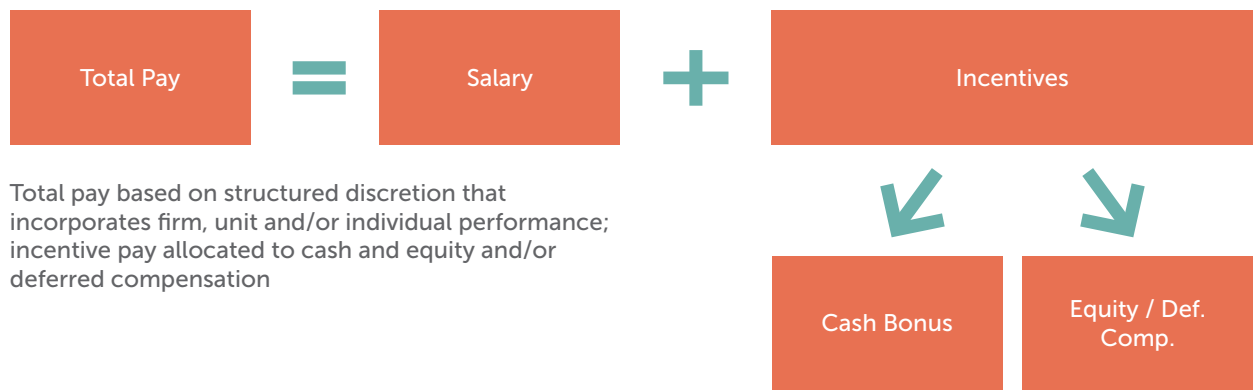 Total Pay
Salary
Incentives
Total pay based on structured discretion that
incorporates firm, unit and/or individual performance;
incentive pay allocated to cash and equity and/or
deferred compensation
Cash Bonus
Equity / Def.
Comp.